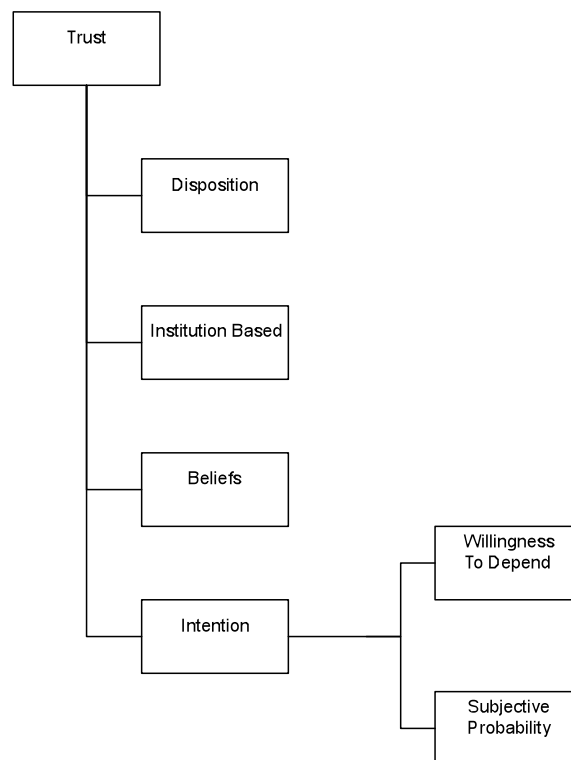 Trust
Disposition
Institution Based
Beliefs
Willingness
To Depend
Intention
Subjective
Probability